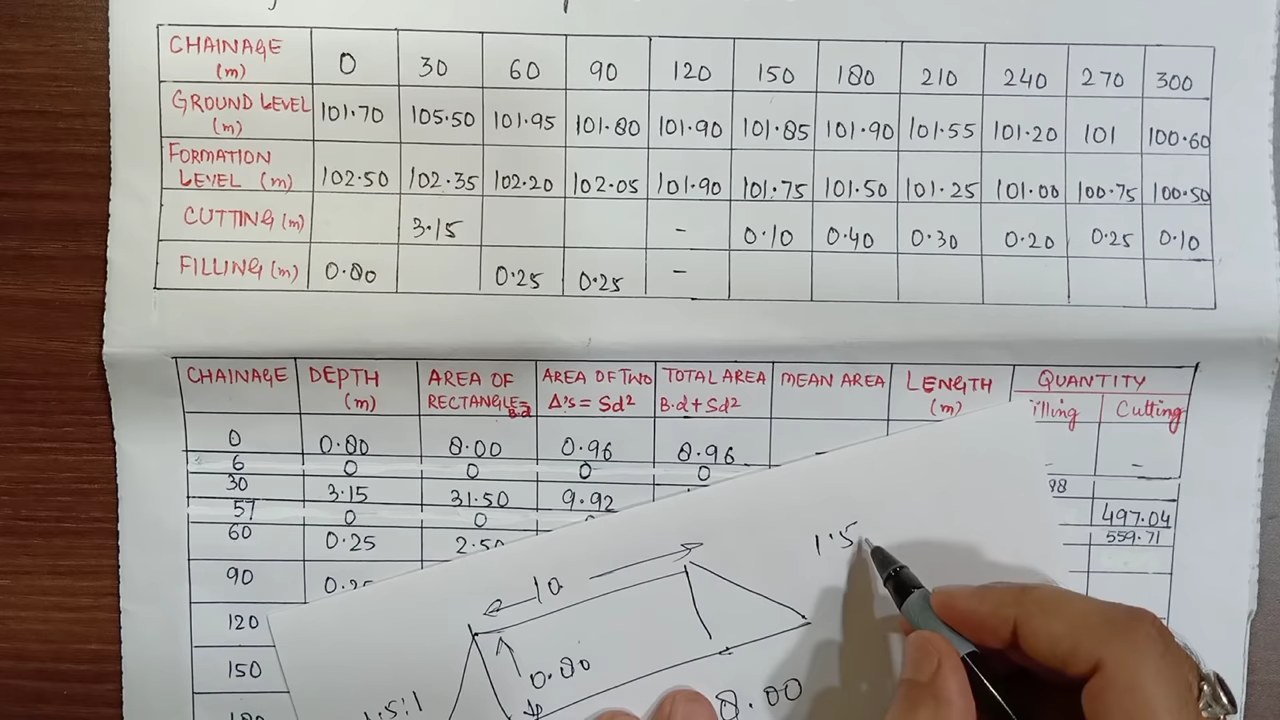 CHAINAGE (m) 0 30 60 90 120 150 180 210 240 270 300
GROUND LEVEL (m) 101.70 105.50 101.95 101.80 101.90 101.85 101.90 101.55 101.20 101 100.60
FORMATION LEVEL (m) 102.50 102.35 102.20 102.05 101.90 101.75 101.50 101.25 101.00 100.75 100.50
CUTTING (m) 3.15 - 0.10 0.40 0.30 0.20 0.25 0.10
FILLING (m) 0.80 0.25 0.25 -
CHAINAGE DEPTH (m) AREA OF RECTANGLE= B.d AREA OF TWO Δ's = Sd² TOTAL AREA B.d + Sd² MEAN AREA LENGTH (m) QUANTITY
illing Cutting
0 0.80 8.00 0.96 8.96 - - -
6 0 0 0 0
30 3.15 31.50 9.92 98
57 0 0 497.04
60 0.25 2.50 559.71
90
120
150
10
1.5
0.80
1.5:1
8.00